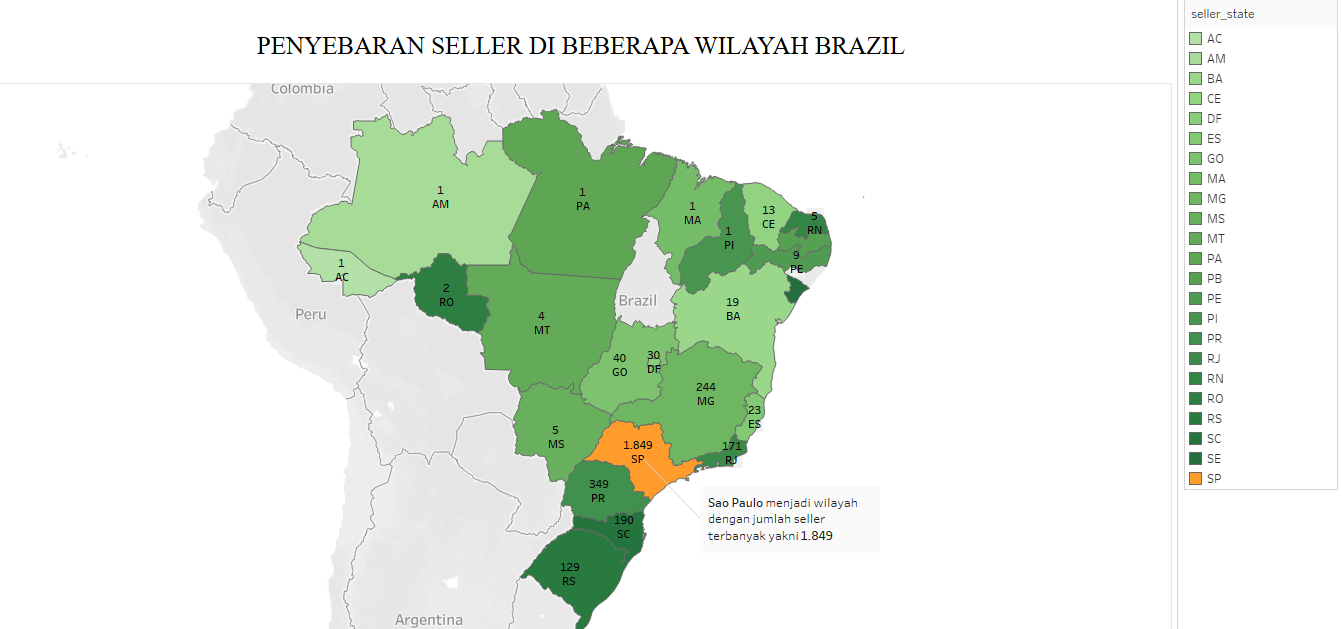 PENYEBARAN SELLER DI BEBERAPA WILAYAH BRAZIL
Colombia
1
AM
1
PA
1
MA
1
PI
13
CE
5
RN
9
PE
1
AC
2
RO
Peru
4
MT
Brazil
19
BA
40
GO
30
DF
244
MG
23
ES
5
MS
1.849
SP
171
RJ
349
PR
190
SC
129
RS
Argentina
Sao Paulo menjadi wilayah
dengan jumlah seller
terbanyak yakni 1.849
seller_state
AC
AM
BA
CE
DF
ES
GO
MA
MG
MS
MT
PA
PB
PE
PI
PR
RJ
RN
RO
RS
SC
SE
SP